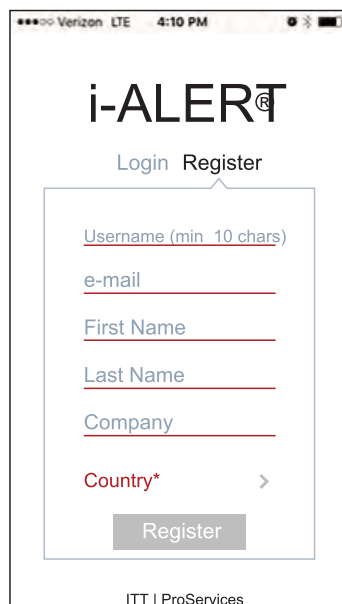 Verizon LTE 4:10 PM
i-ALERT®
Login Register
Username (min 10 chars)
e-mail
First Name
Last Name
Company
Country*
Register
ITT | ProServices